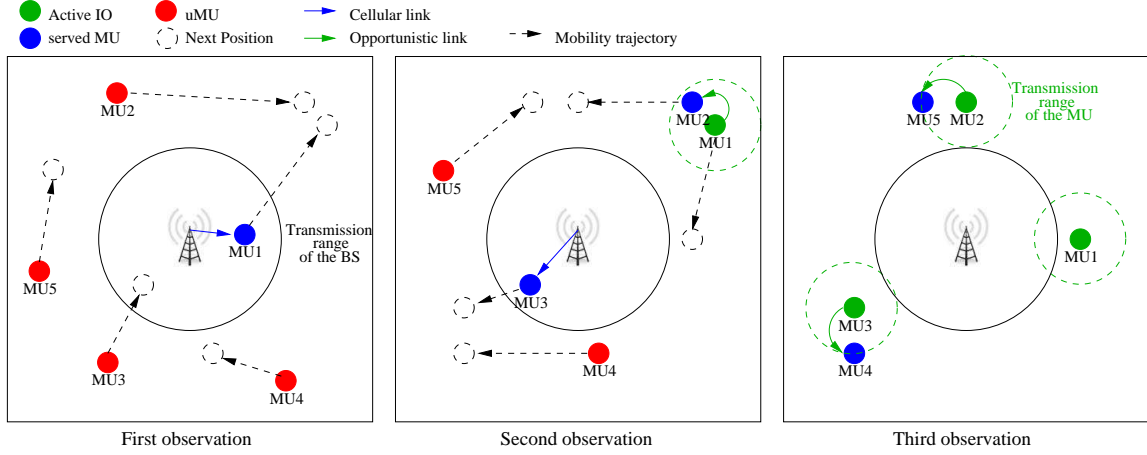 Active IO
uMU
Cellular link
served MU
Next Position
Opportunistic link
Mobility trajectory
MU2
MU1
Transmission
range
of the BS
MU5
MU3
MU4
First observation
MU2
MU1
MU5
MU3
MU4
Second observation
Transmission
range
of the MU
MU5
MU2
MU1
MU3
MU4
Third observation